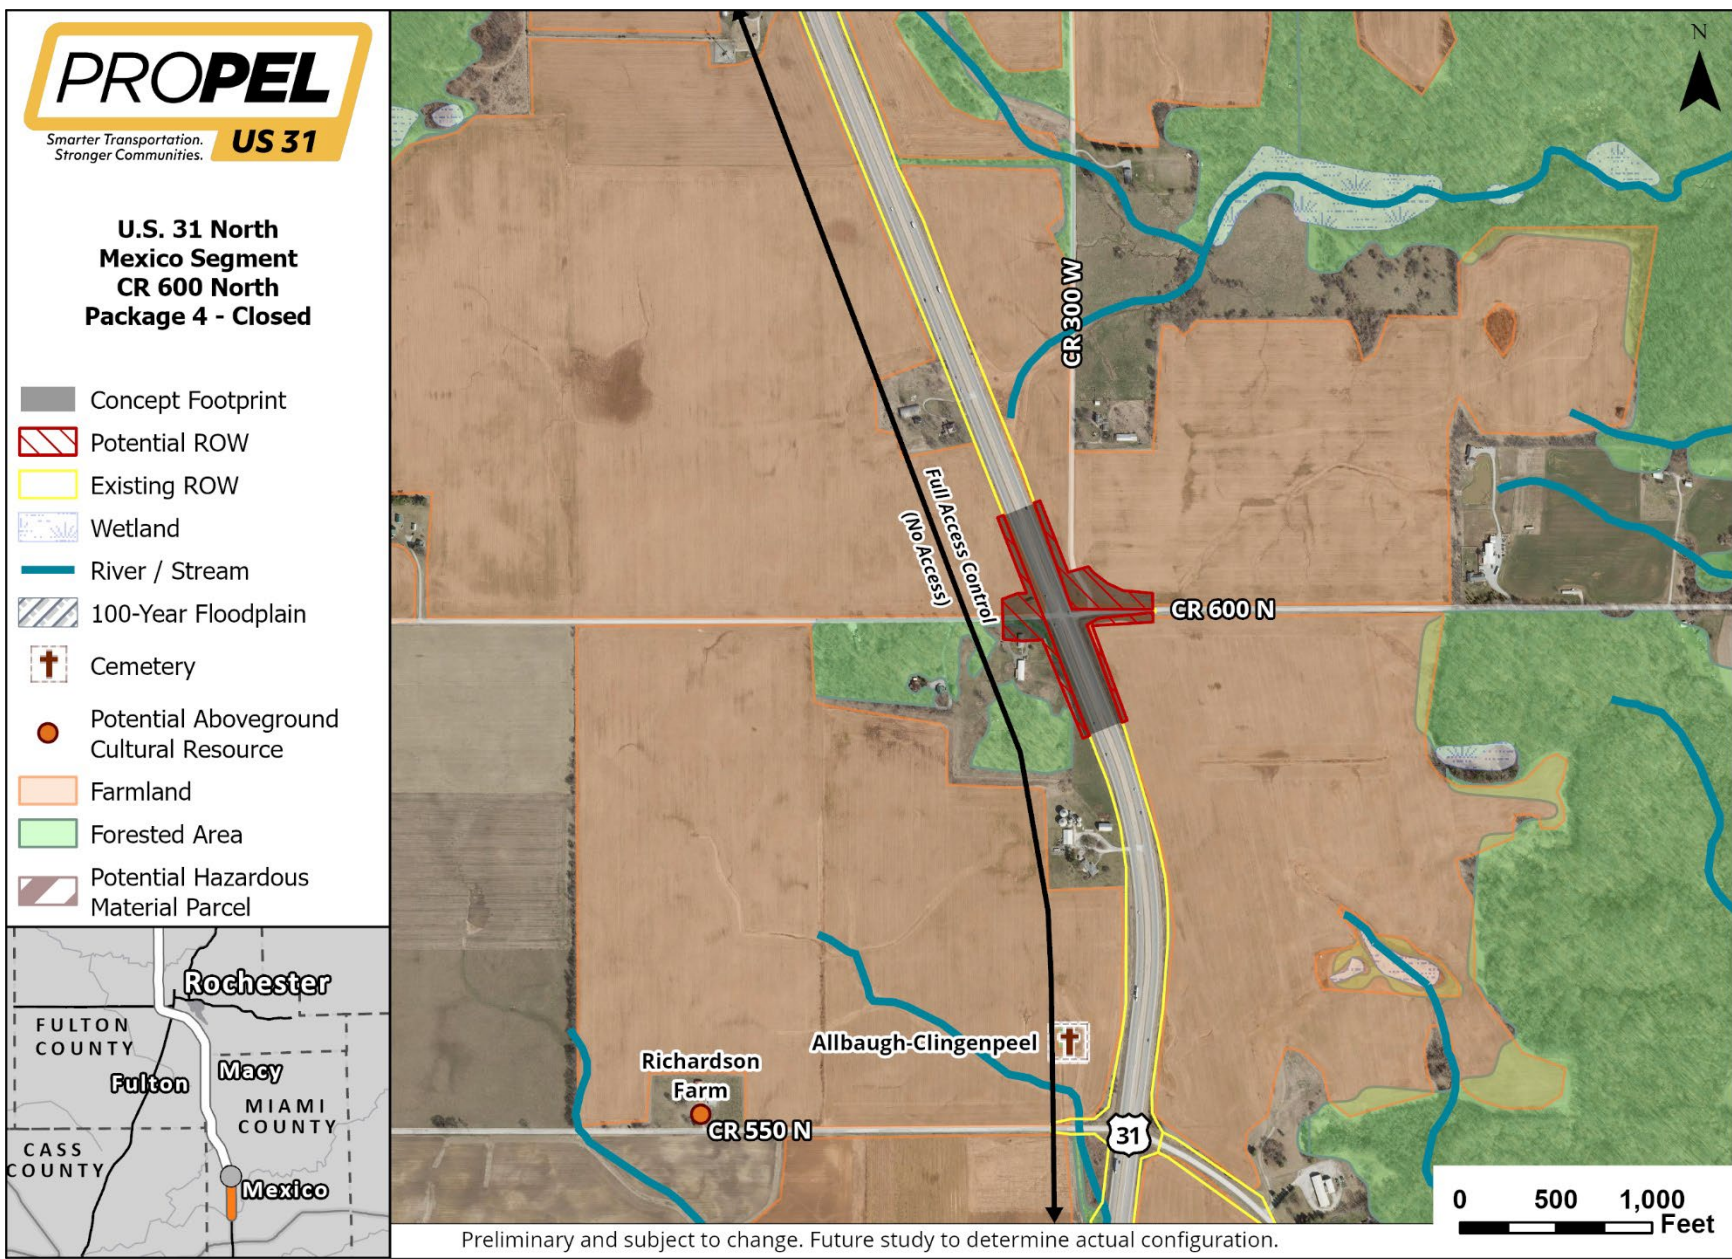 PROPEL
US 31
Smarter Transportation.
Stronger Communities.
U.S. 31 North
Mexico Segment
CR 600 North
Package 4 - Closed
Concept Footprint
Potential ROW
Existing ROW
Wetland
River / Stream
100-Year Floodplain
Cemetery
Potential Aboveground
Cultural Resource
Farmland
Forested Area
Potential Hazardous
Material Parcel
Rochester
FULTON
COUNTY
Fulton
Macy
MIAMI
COUNTY
CASS
COUNTY
Mexico
N
CR 300 W
Full Access Control
(No Access)
CR 600 N
Allbaugh-Clingenpeel
Richardson
Farm
CR 550 N
31
0 500 1,000
Feet
Preliminary and subject to change. Future study to determine actual configuration.